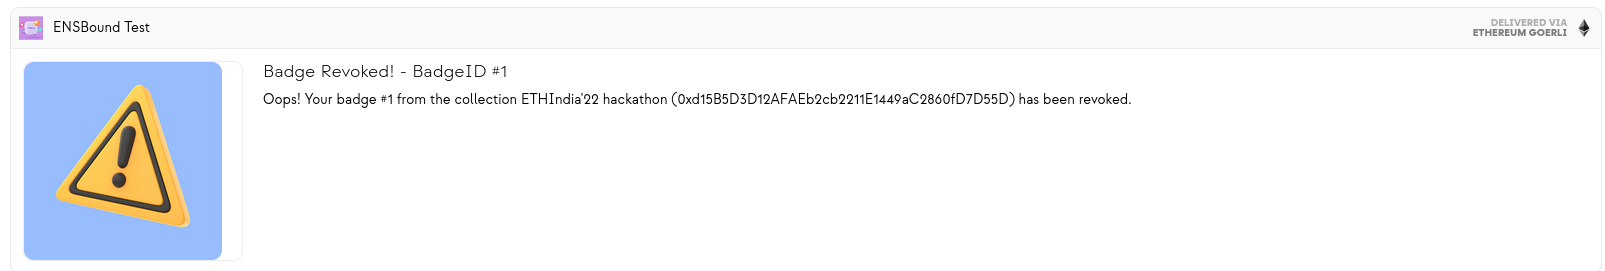 ENSBound Test
DELIVERED VIA
ETHEREUM GOERLI
Badge Revoked! - BadgeID #1
Oops! Your badge #1 from the collection ETHIndia'22 hackathon (0xd15B5D3D12AFAEb2cb2211E1449aC2860fD7D55D) has been revoked.